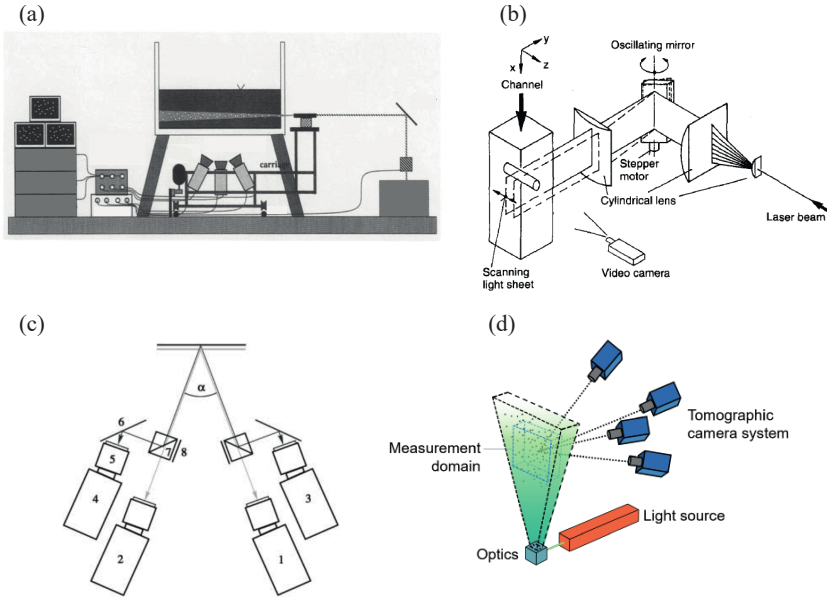 (a)
carriage
(b)
y
x
z
Channel
Oscillating mirror
Stepper
motor
Cylindrical lens
Laser beam
Scanning
light sheet
Video camera
(c)
α
6
5
7
8
4
3
2
1
(d)
Measurement
domain
Tomographic
camera system
Light source
Optics